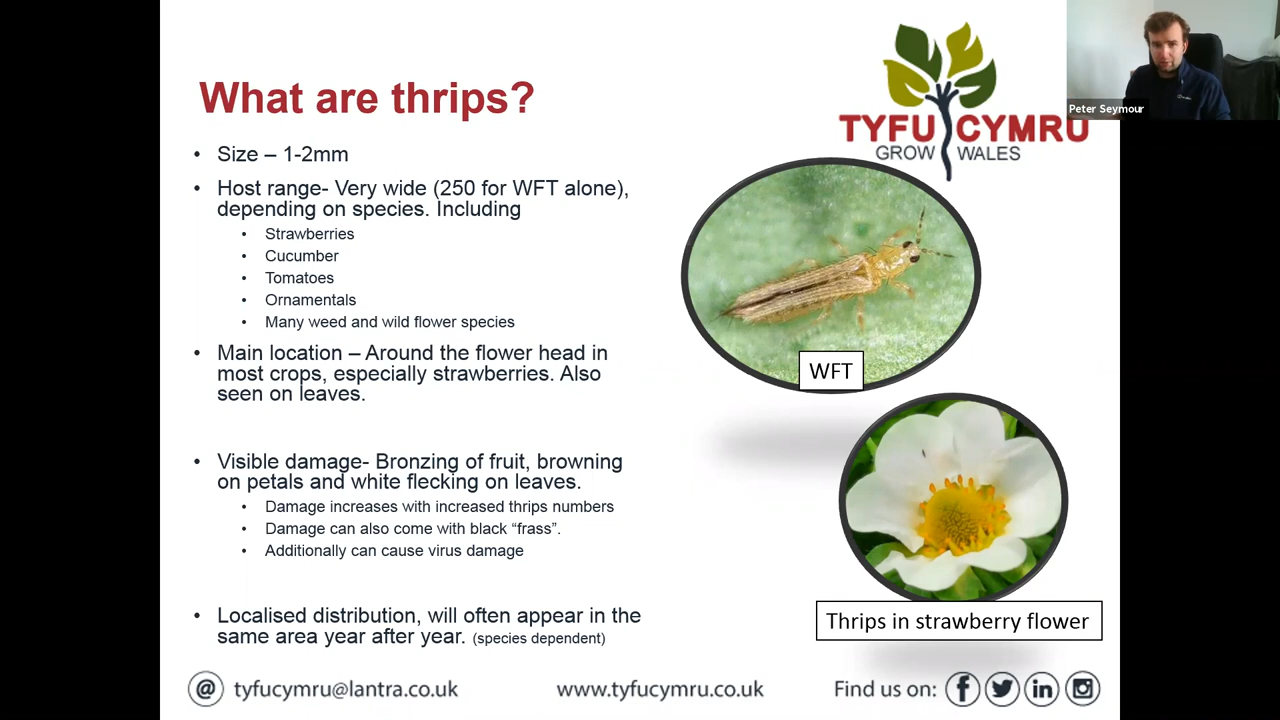 What are thrips?
• Size – 1-2mm
• Host range- Very wide (250 for WFT alone),
depending on species. Including
• Strawberries
• Cucumber
• Tomatoes
• Ornamentals
• Many weed and wild flower species
• Main location – Around the flower head in
most crops, especially strawberries. Also
seen on leaves.
• Visible damage- Bronzing of fruit, browning
on petals and white flecking on leaves.
• Damage increases with increased thrips numbers
• Damage can also come with black “frass”.
• Additionally can cause virus damage
• Localised distribution, will often appear in the
same area year after year. (species dependent)
TYFU CYMRU
GROW WALES
Peter Seymour
WFT
Thrips in strawberry flower
@ tyfucymru@lantra.co.uk www.tyfucymru.co.uk Find us on: